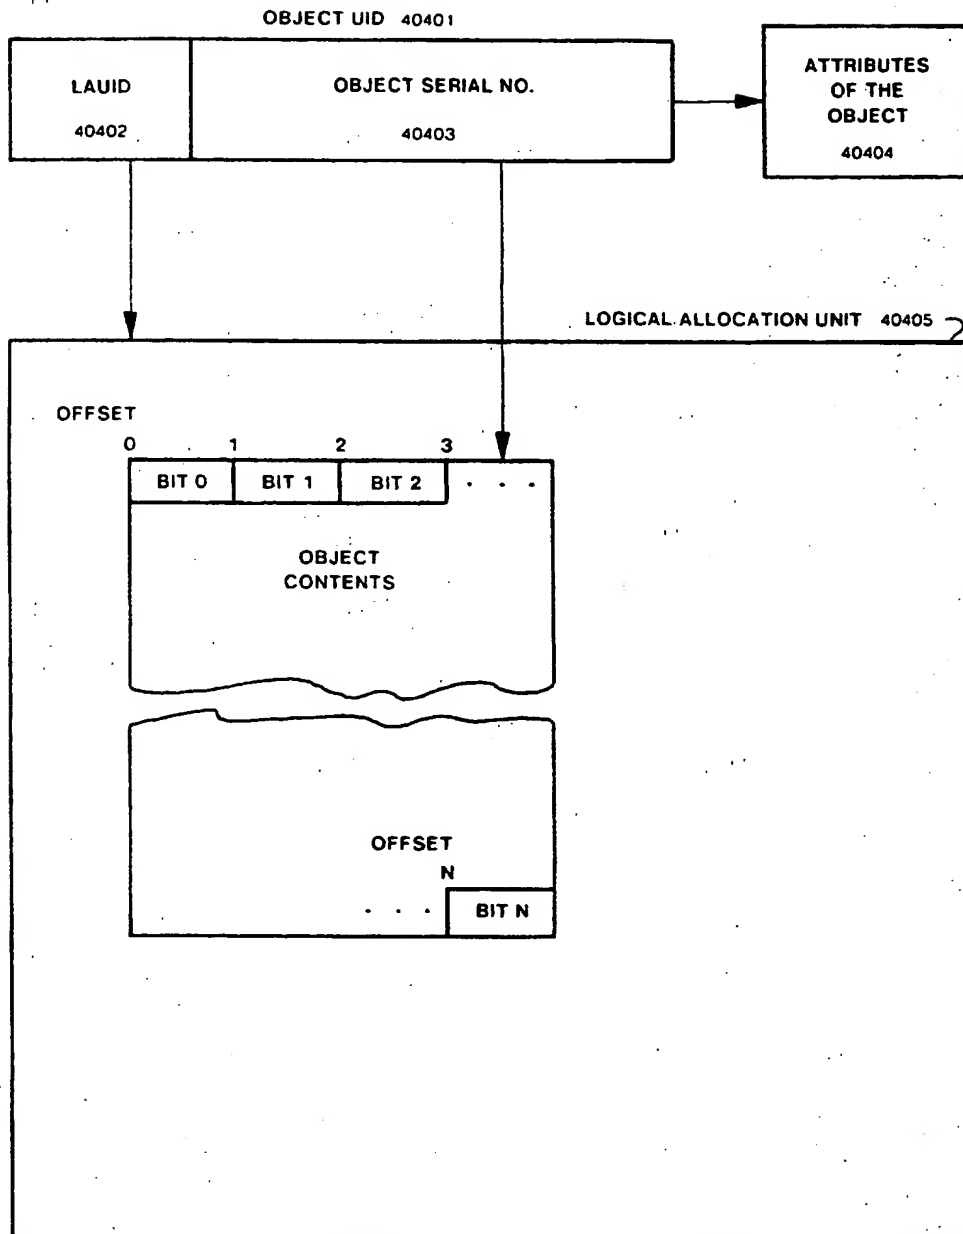 OBJECT UID 40401
LAUID
40402
OBJECT SERIAL NO.
40403
ATTRIBUTES
OF THE
OBJECT
40404
LOGICAL ALLOCATION UNIT 40405
OFFSET
0 1 2 3
BIT 0 BIT 1 BIT 2 . . .
OBJECT
CONTENTS
OFFSET
N
. . . BIT N